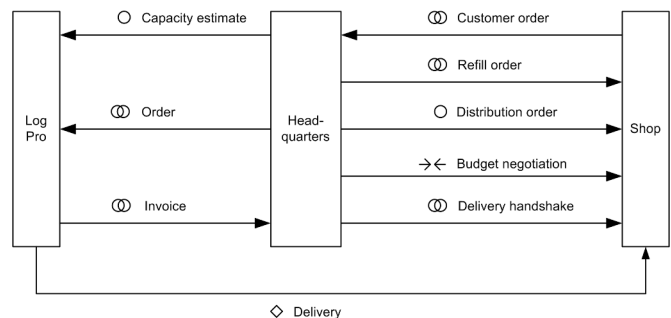 Capacity estimate
Customer order
Refill order
Log
Pro
Order
Head-
quarters
Distribution order
Shop
Budget negotiation
Invoice
Delivery handshake
Delivery